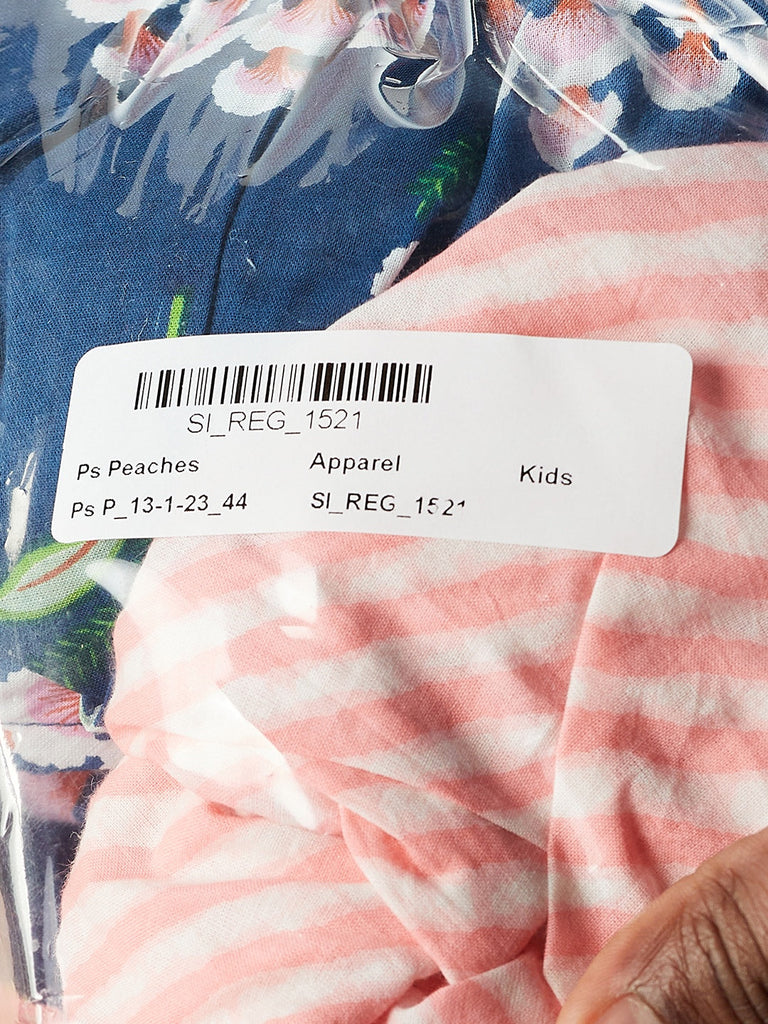 SI_REG_1521
Ps Peaches Apparel Kids
Ps P_13-1-23_44 SI_REG_1521